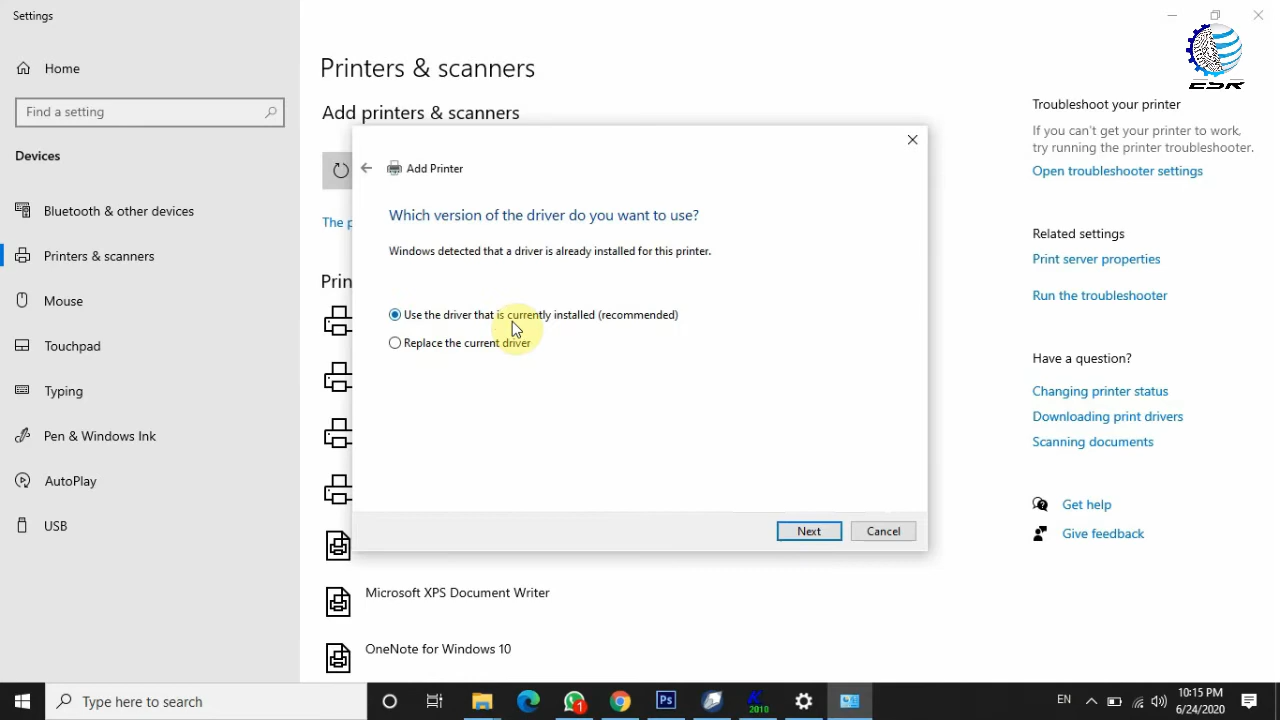 Settings
ESR
Home
Find a setting
Devices
Bluetooth & other devices
Printers & scanners
Mouse
Touchpad
Typing
Pen & Windows Ink
AutoPlay
USB
Printers & scanners
Add printers & scanners
The p
Prin
Add Printer
Which version of the driver do you want to use?
Windows detected that a driver is already installed for this printer.
Use the driver that is currently installed (recommended)
Replace the current driver
Next
Cancel
Microsoft XPS Document Writer
OneNote for Windows 10
Troubleshoot your printer
If you can't get your printer to work,
try running the printer troubleshooter.
Open troubleshooter settings
Related settings
Print server properties
Run the troubleshooter
Have a question?
Changing printer status
Downloading print drivers
Scanning documents
Get help
Give feedback
Type here to search
1
Ps
2010
EN
10:15 PM
6/24/2020